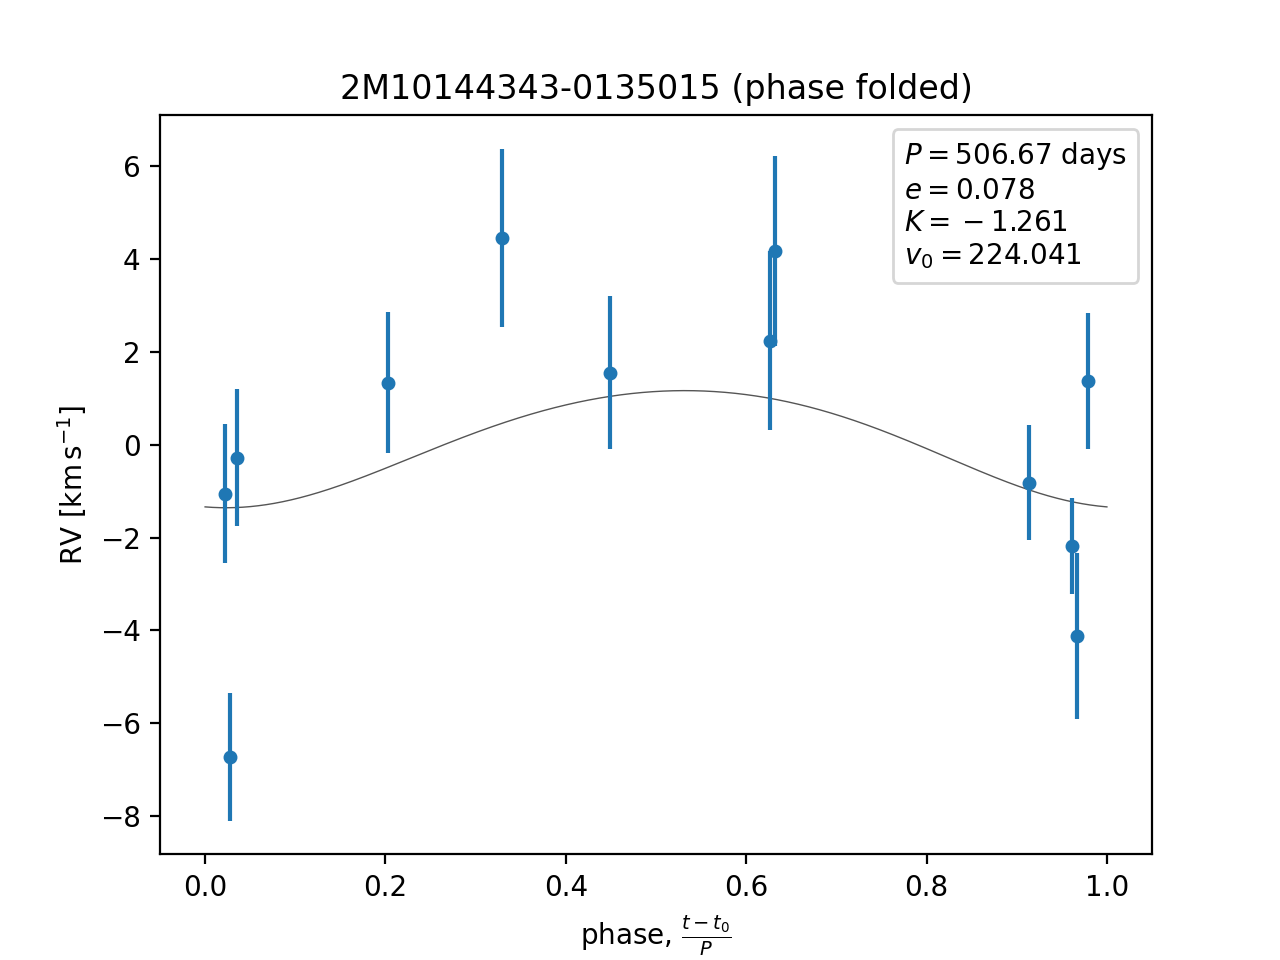 2M10144343-0135015 (phase folded)
P = 506.67 days
e = 0.078
K = −1.261
v₀ = 224.041
RV [km s⁻¹]
6
4
2
0
−2
−4
−6
−8
0.0 0.2 0.4 0.6 0.8 1.0
phase, (t − t₀)/P